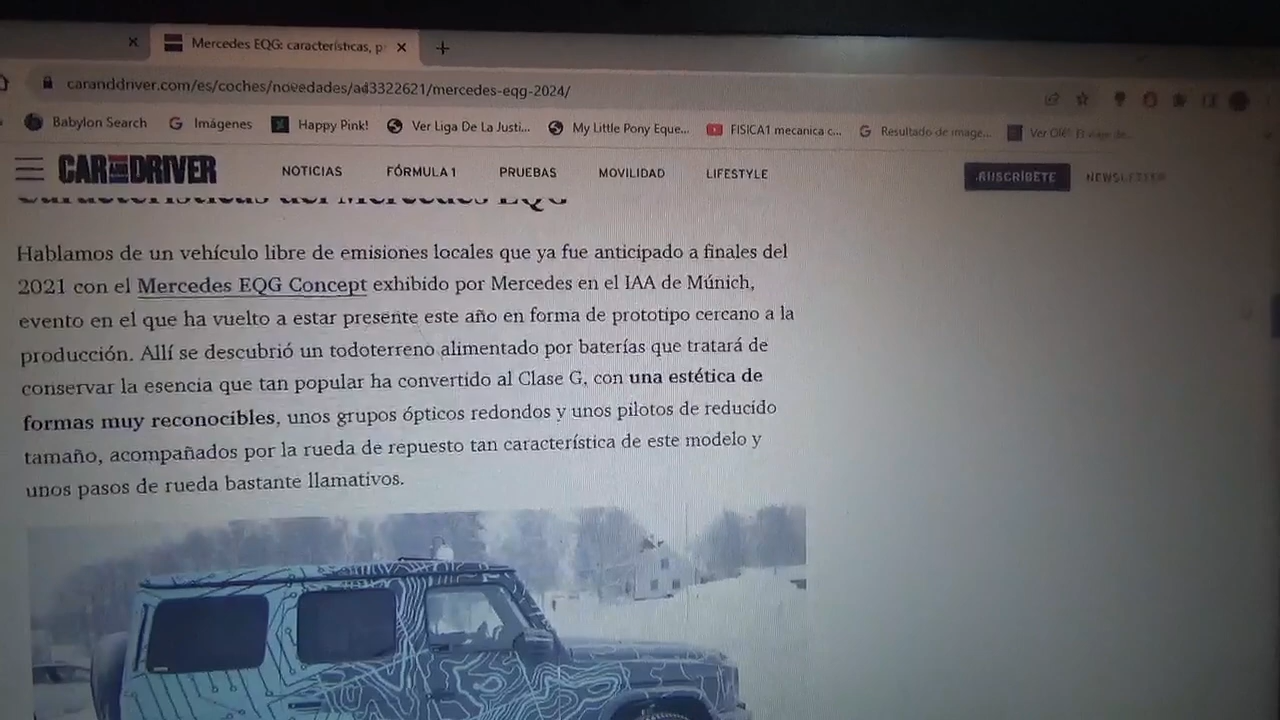 Mercedes EQG: características, p
caranddriver.com/es/coches/novedades/ad3322621/mercedes-eqg-2024/
Babylon Search
Imágenes
Happy Pink!
Ver Liga De La Justi...
My Little Pony Eque...
FISICA1 mecanica c...
Resultado de image...
Ver Olé! El viaje de...
CAR AND DRIVER
NOTICIAS
FÓRMULA 1
PRUEBAS
MOVILIDAD
LIFESTYLE
SUSCRÍBETE
NEWSLETTER
Características del Mercedes EQG
Hablamos de un vehículo libre de emisiones locales que ya fue anticipado a finales del
2021 con el Mercedes EQG Concept exhibido por Mercedes en el IAA de Múnich,
evento en el que ha vuelto a estar presente este año en forma de prototipo cercano a la
producción. Allí se descubrió un todoterreno alimentado por baterías que tratará de
conservar la esencia que tan popular ha convertido al Clase G, con una estética de
formas muy reconocibles, unos grupos ópticos redondos y unos pilotos de reducido
tamaño, acompañados por la rueda de repuesto tan característica de este modelo y
unos pasos de rueda bastante llamativos.